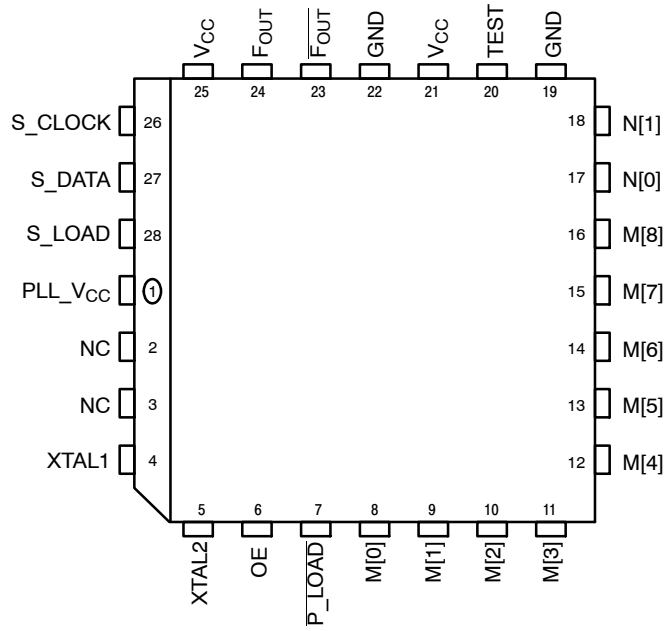 VCC FOUT F̅O̅U̅T̅ GND VCC TEST GND
25 24 23 22 21 20 19
S_CLOCK 26 18 N[1]
S_DATA 27 17 N[0]
S_LOAD 28 16 M[8]
PLL_VCC 1 15 M[7]
NC 2 14 M[6]
NC 3 13 M[5]
XTAL1 4 12 M[4]
5 6 7 8 9 10 11
XTAL2 OE P̅_̅L̅O̅A̅D̅ M[0] M[1] M[2] M[3]